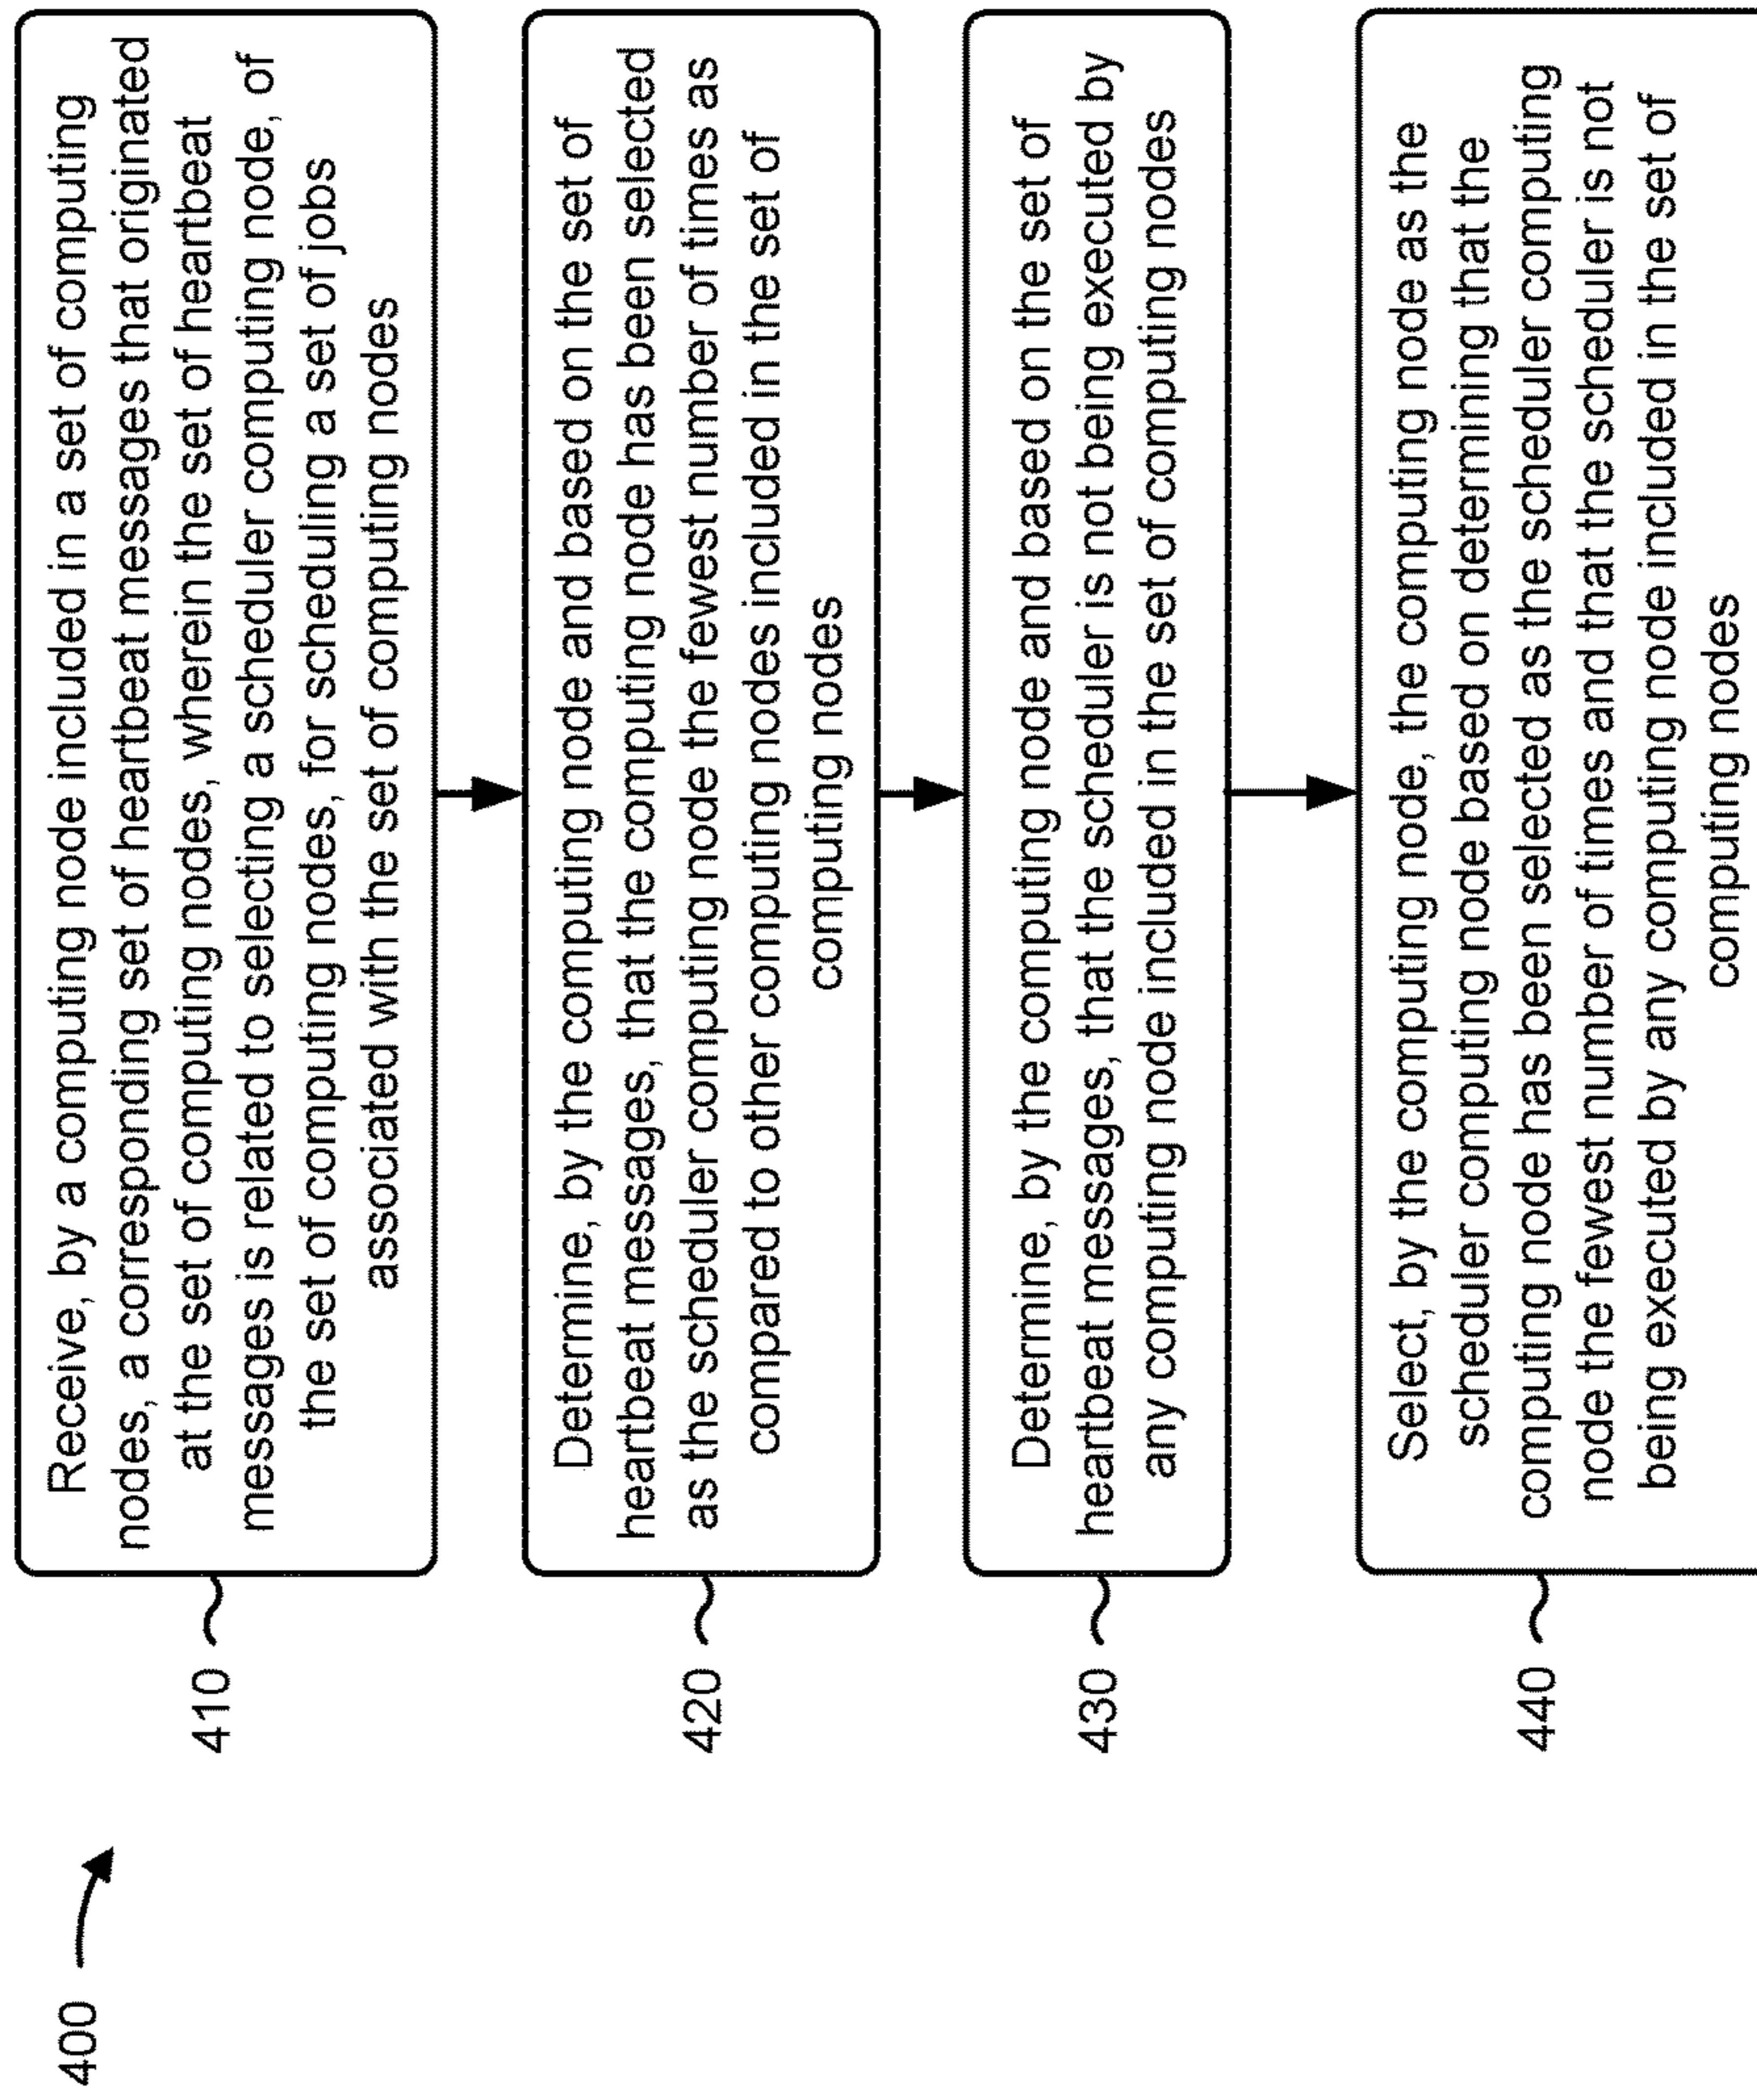 400
410
Receive, by a computing node included in a set of computing
nodes, a corresponding set of heartbeat messages that originated
at the set of computing nodes, wherein the set of heartbeat
messages is related to selecting a scheduler computing node, of
the set of computing nodes, for scheduling a set of jobs
associated with the set of computing nodes
420
Determine, by the computing node and based on the set of
heartbeat messages, that the computing node has been selected
as the scheduler computing node the fewest number of times as
compared to other computing nodes included in the set of
computing nodes
430
Determine, by the computing node and based on the set of
heartbeat messages, that the scheduler is not being executed by
any computing node included in the set of computing nodes
440
Select, by the computing node, the computing node as the
scheduler computing node based on determining that the
computing node has been selected as the scheduler computing
node the fewest number of times and that the scheduler is not
being executed by any computing node included in the set of
computing nodes